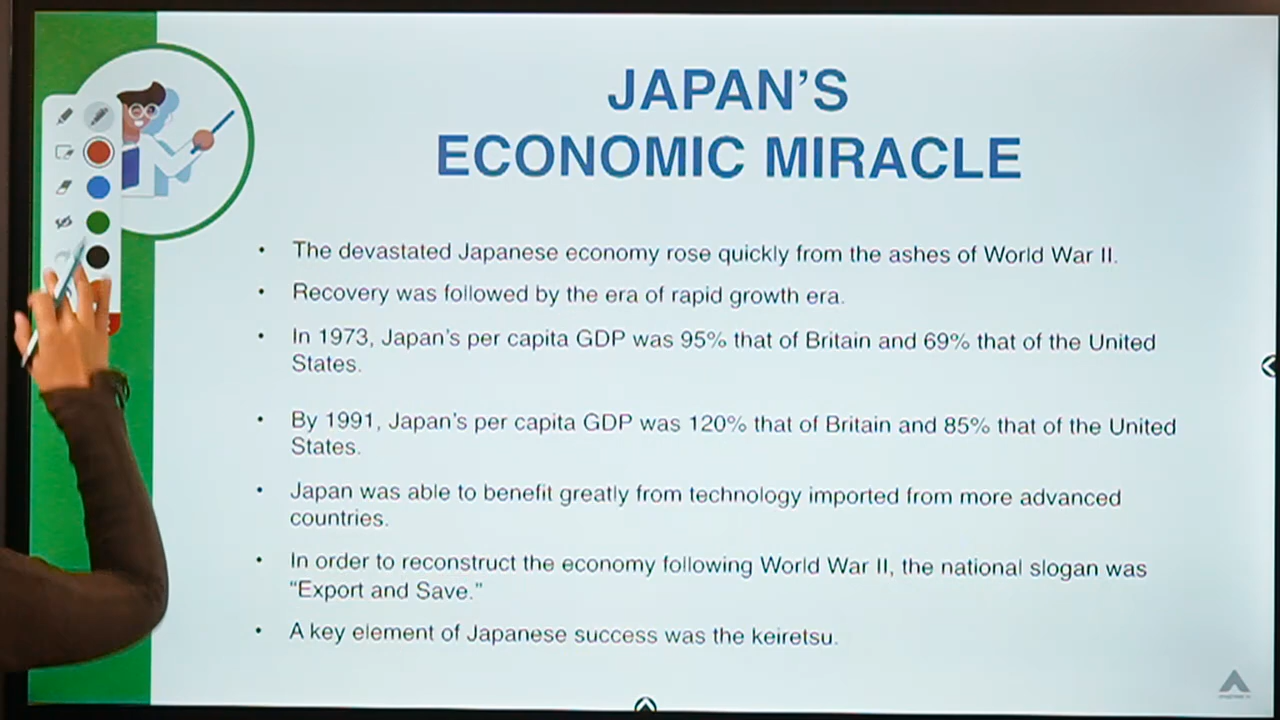 JAPAN'S
ECONOMIC MIRACLE
• The devastated Japanese economy rose quickly from the ashes of World War II.
• Recovery was followed by the era of rapid growth era.
• In 1973, Japan's per capita GDP was 95% that of Britain and 69% that of the United
States.
• By 1991, Japan's per capita GDP was 120% that of Britain and 85% that of the United
States.
• Japan was able to benefit greatly from technology imported from more advanced
countries.
• In order to reconstruct the economy following World War II, the national slogan was
"Export and Save."
• A key element of Japanese success was the keiretsu.